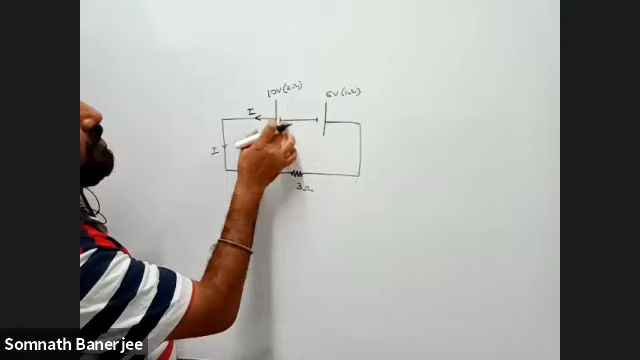 10V(2Ω) 5V(1Ω)
I
I
3Ω
Somnath Banerjee